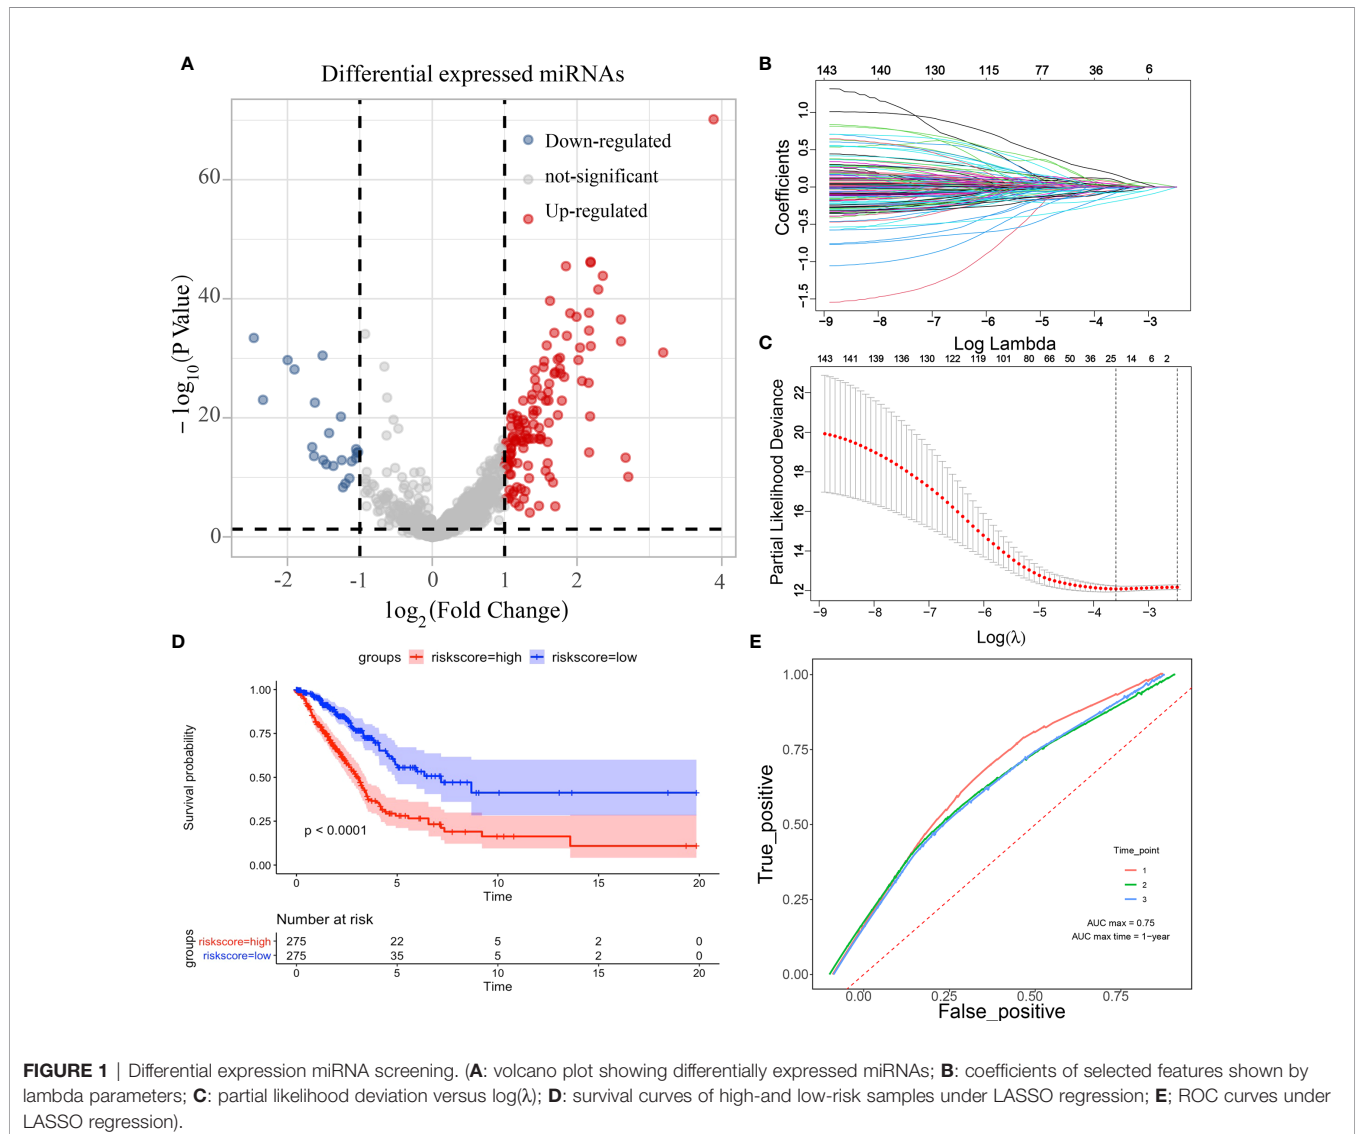 A
Differential expressed miRNAs
Down-regulated
not-significant
Up-regulated
60
40
20
0
− log10(P Value)
-2
-1
0
1
2
4
log2(Fold Change)
B
143 140 130 115 77 36 6
1.0
0.5
0.0
−0.5
−1.0
−1.5
Coefficients
−9 −8 −7 −6 −5 −4 −3
Log Lambda
C
143 141 139 136 130 122 119 101 80 66 50 36 25 14 6 2
22
20
18
16
14
12
Partial Likelihood Deviance
−9 −8 −7 −6 −5 −4 −3
Log(λ)
D
groups riskscore=high riskscore=low
1.00
0.75
0.50
0.25
0.00
Survival probability
p < 0.0001
0 5 10 15 20
Time
Number at risk
groups
riskscore=high 275 22 5 2 0
riskscore=low 275 35 5 2 0
0 5 10 15 20
Time
E
1.00
0.75
0.50
0.25
0.00
True_positive
Time_point
1
2
3
AUC max = 0.75
AUC max time = 1−year
0.00 0.25 0.50 0.75
False_positive
FIGURE 1 | Differential expression miRNA screening. (A: volcano plot showing differentially expressed miRNAs; B: coefficients of selected features shown by
lambda parameters; C: partial likelihood deviation versus log(λ); D: survival curves of high-and low-risk samples under LASSO regression; E; ROC curves under
LASSO regression).